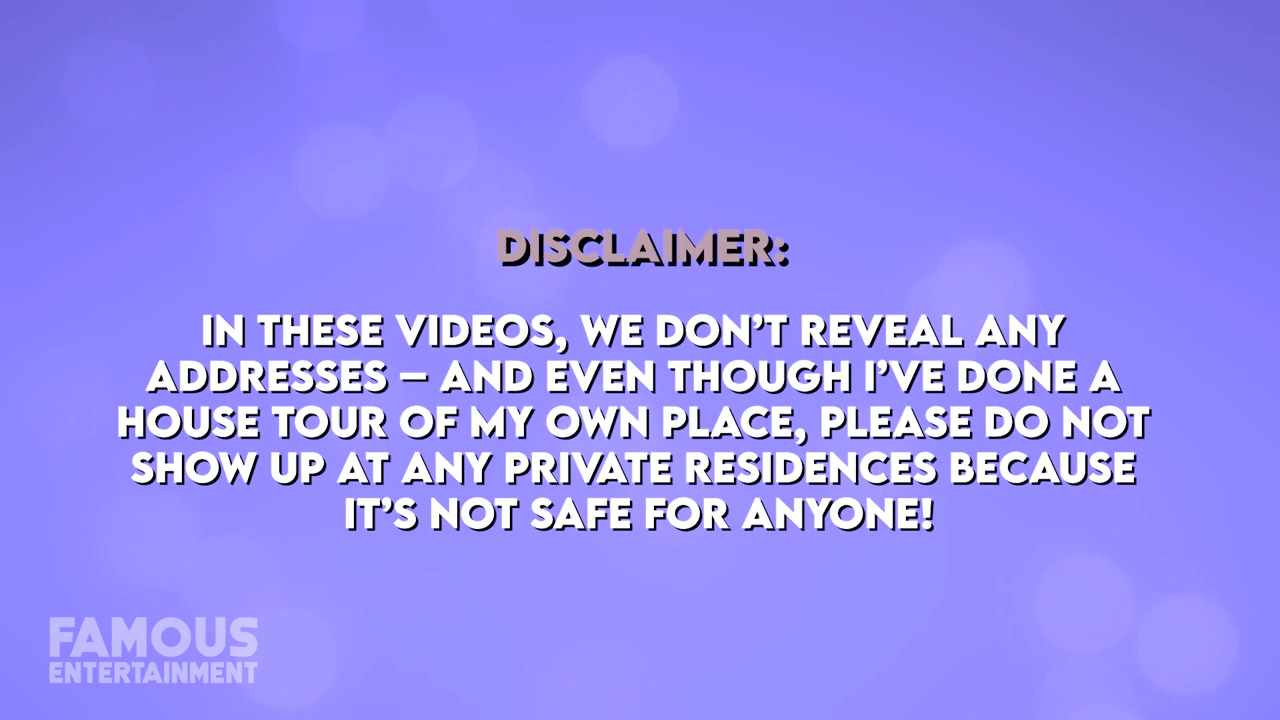 DISCLAIMER:
IN THESE VIDEOS, WE DON’T REVEAL ANY
ADDRESSES – AND EVEN THOUGH I’VE DONE A
HOUSE TOUR OF MY OWN PLACE, PLEASE DO NOT
SHOW UP AT ANY PRIVATE RESIDENCES BECAUSE
IT’S NOT SAFE FOR ANYONE!
FAMOUS
ENTERTAINMENT